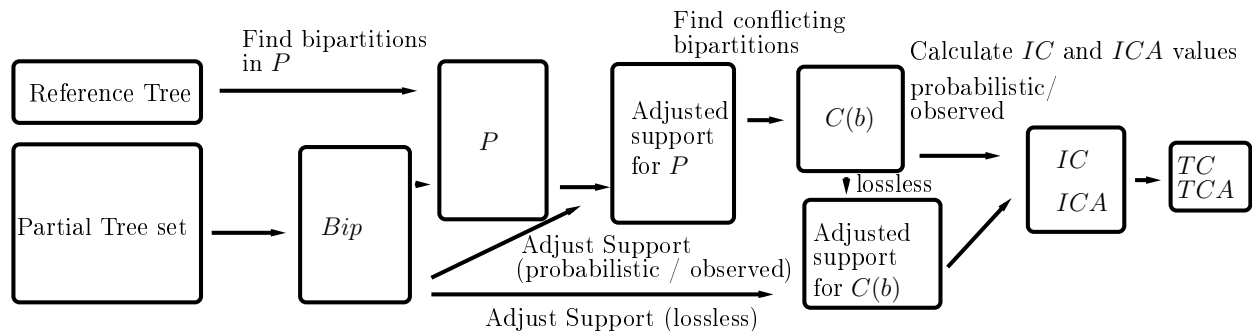 Find bipartitions
in P
Reference Tree
Partial Tree set
Bip
P
Adjusted
support
for P
Find conflicting
bipartitions
C(b)
lossless
Adjusted
support
for C(b)
Adjust Support
(probabilistic / observed)
Adjust Support (lossless)
Calculate IC and ICA values
probabilistic/
observed
IC
ICA
TC
TCA